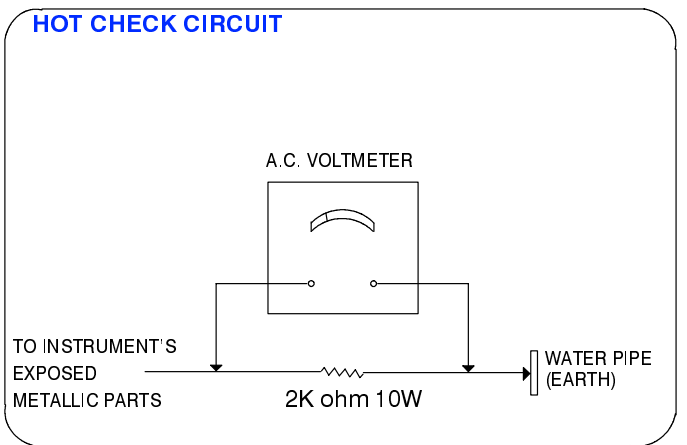 HOT CHECK CIRCUIT
A.C. VOLTMETER
TO INSTRUMENT'S
EXPOSED
METALLIC PARTS
2K ohm 10W
WATER PIPE
(EARTH)